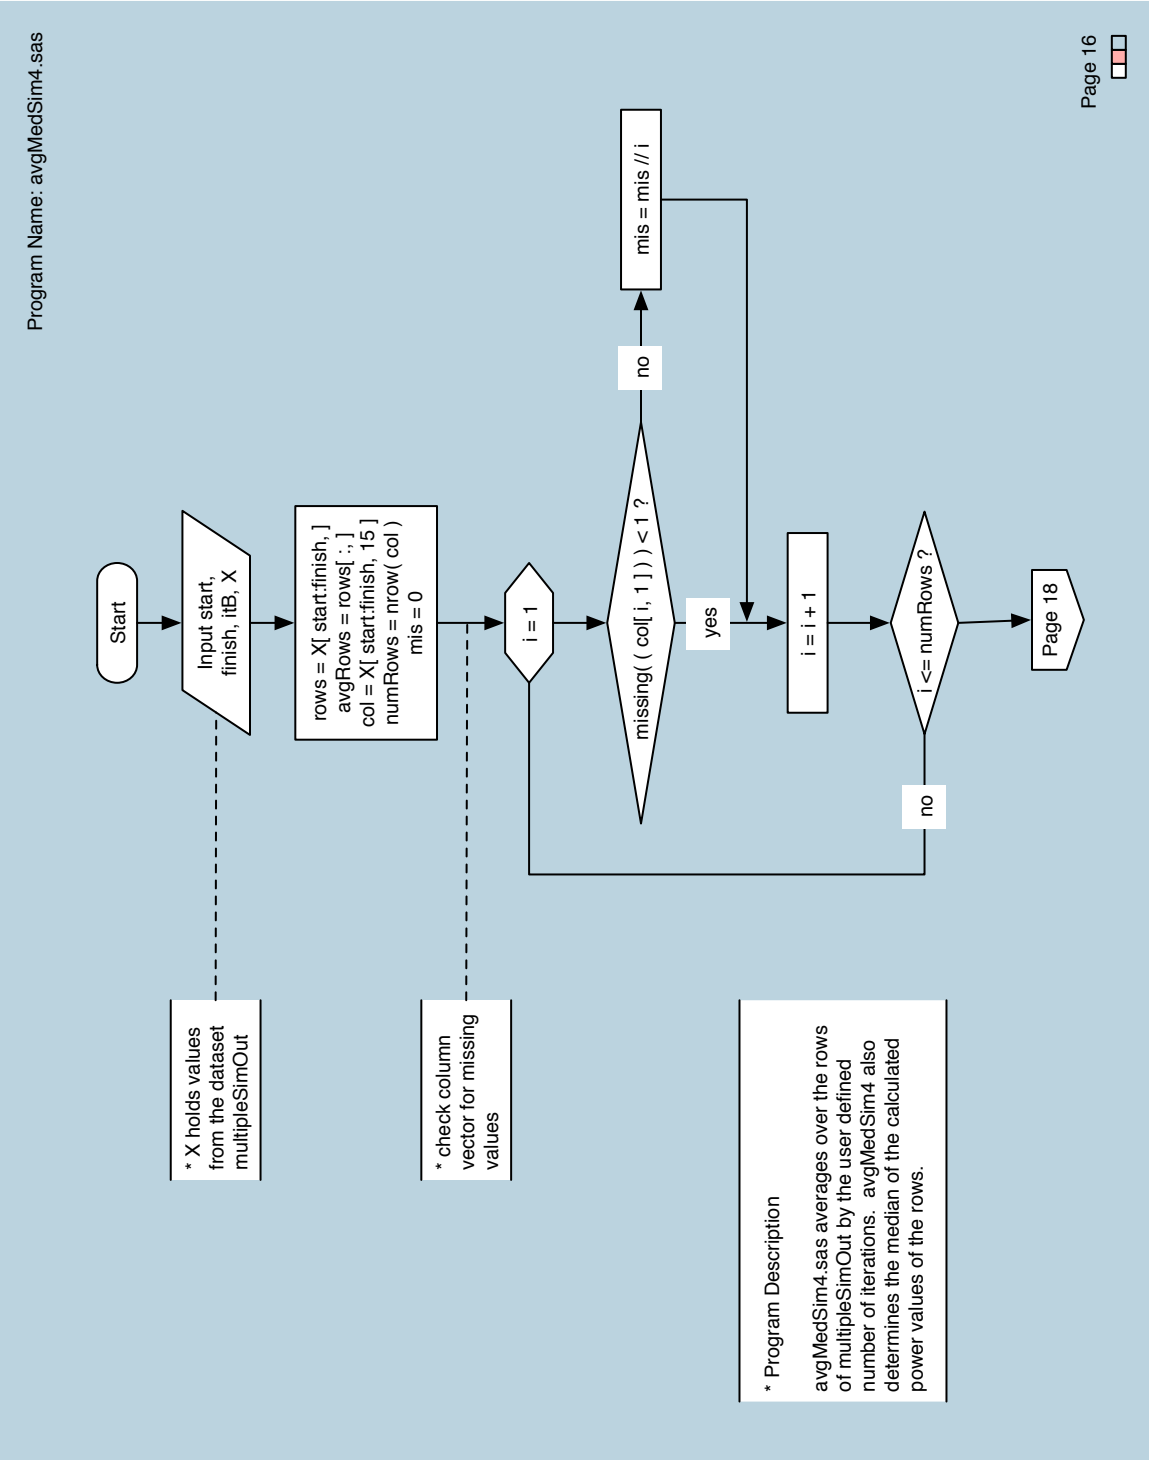 Program Name: avgMedSim4.sas
Start
Input start,
finish, itB, X
* X holds values
from the dataset
multipleSimOut
rows = X[ start:finish, ]
avgRows = rows[ :, ]
col = X[ start:finish, 15 ]
numRows = nrow( col )
mis = 0
* check column
vector for missing
values
i = 1
missing( ( col[ i, 1 ] ) ) < 1 ?
no
mis = mis // i
yes
i = i + 1
i <= numRows ?
no
Page 18
* Program Description
avgMedSim4.sas averages over the rows
of multipleSimOut by the user defined
number of iterations.  avgMedSim4 also
determines the median of the calculated
power values of the rows.
Page 16